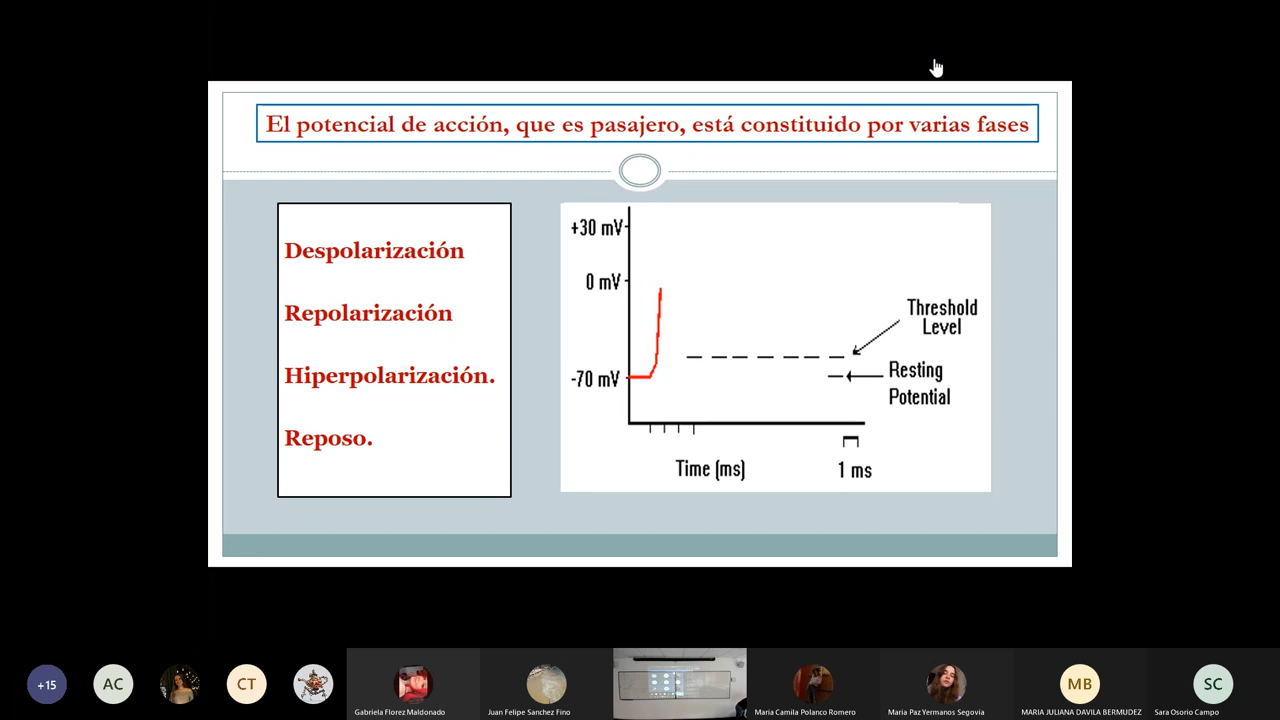 El potencial de acción, que es pasajero, está constituido por varias fases
Despolarización
Repolarización
Hiperpolarización.
Reposo.
+30 mV
0 mV
-70 mV
Threshold
Level
Resting
Potential
Time (ms)
1 ms
+15
AC
CT
Gabriela Florez Maldonado
Juan Felipe Sanchez Fino
Maria Camila Polanco Romero
Maria Paz Yermanos Segovia
MB
MARIA JULIANA DAVILA BERMUDEZ
SC
Sara Osorio Campo